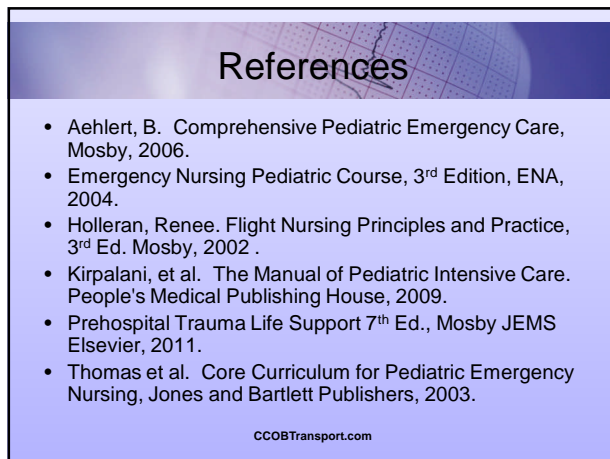 References
• Aehlert, B.  Comprehensive Pediatric Emergency Care,
Mosby, 2006.
• Emergency Nursing Pediatric Course, 3rd Edition, ENA,
2004.
• Holleran, Renee. Flight Nursing Principles and Practice,
3rd Ed. Mosby, 2002 .
• Kirpalani, et al.  The Manual of Pediatric Intensive Care.
People's Medical Publishing House, 2009.
• Prehospital Trauma Life Support 7th Ed., Mosby JEMS
Elsevier, 2011.
• Thomas et al.  Core Curriculum for Pediatric Emergency
Nursing, Jones and Bartlett Publishers, 2003.
CCOBTransport.com